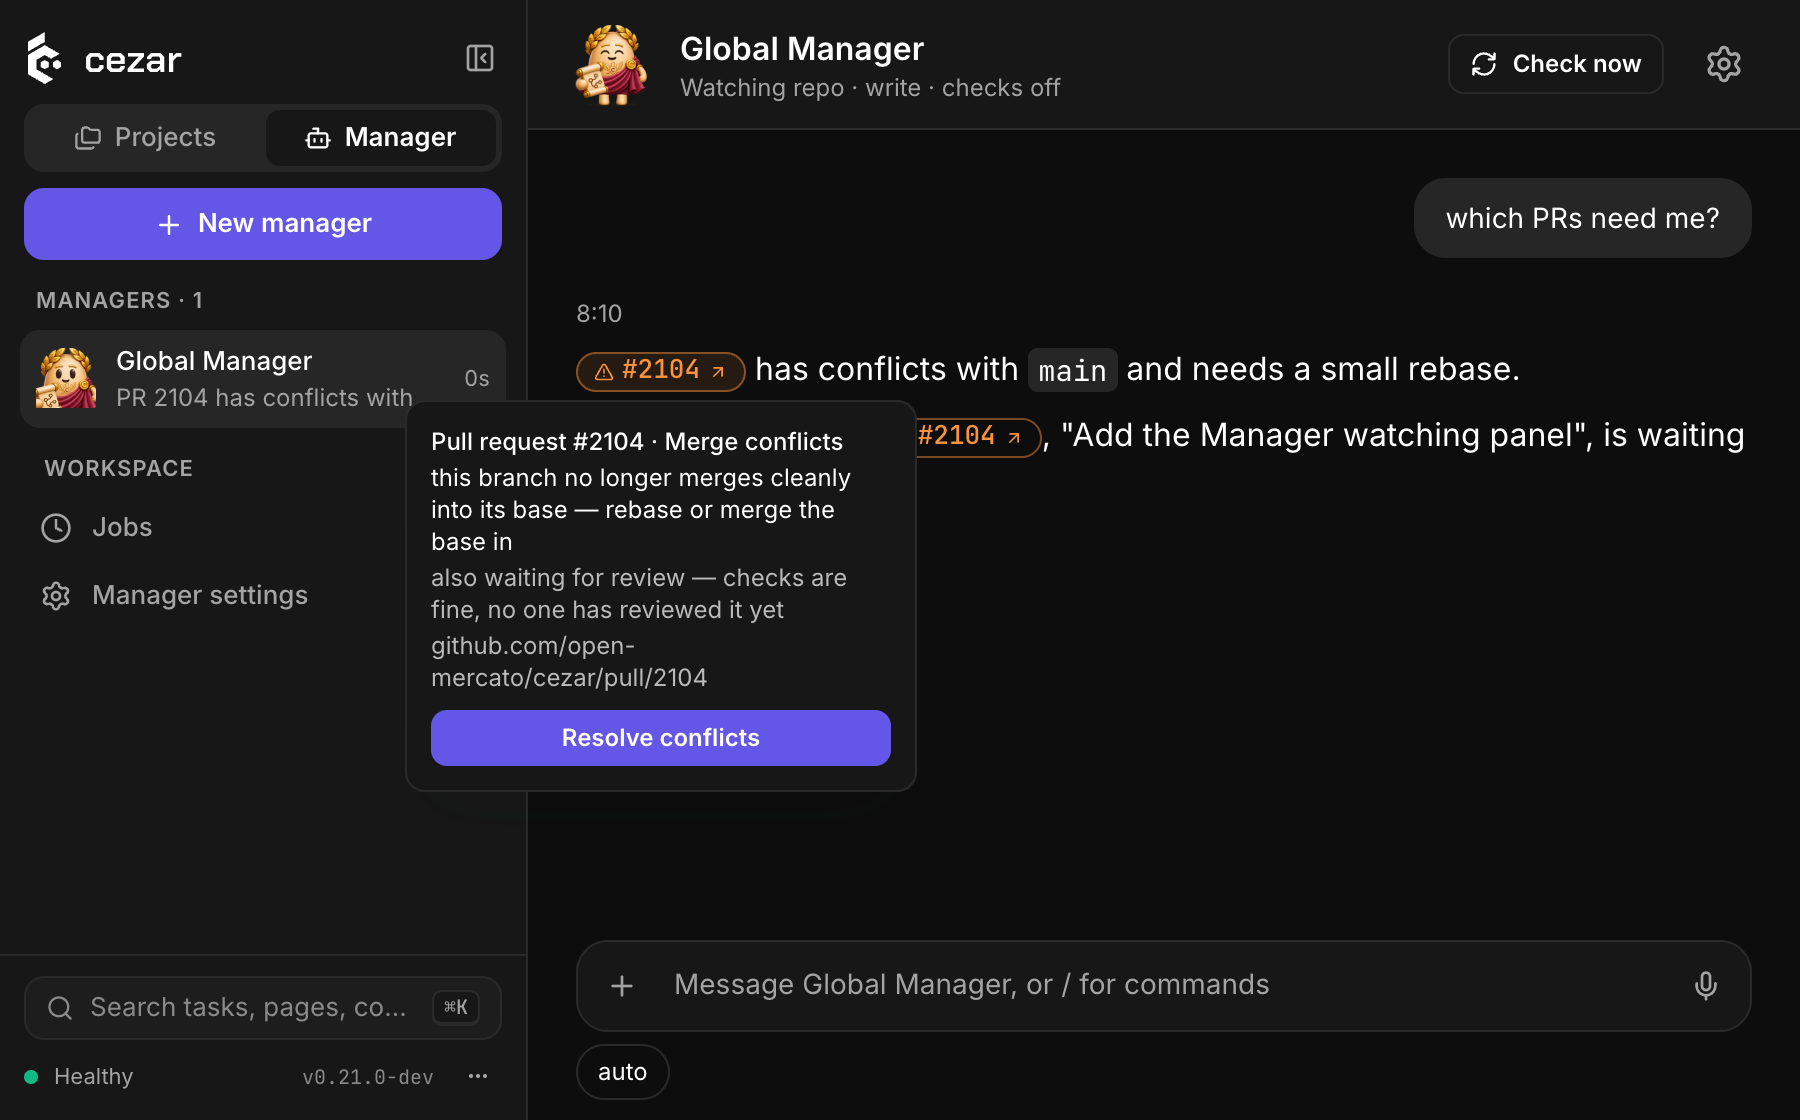 cezar
Projects
Manager
+ New manager
MANAGERS · 1
Global Manager
PR 2104 has conflicts with
0s
WORKSPACE
Jobs
Manager settings
Search tasks, pages, co...
⌘K
Healthy
v0.21.0-dev
Global Manager
Watching repo · write · checks off
Check now
which PRs need me?
8:10
#2104 has conflicts with main and needs a small rebase.
#2104, "Add the Manager watching panel", is waiting
Pull request #2104 · Merge conflicts
this branch no longer merges cleanly
into its base — rebase or merge the
base in
also waiting for review — checks are
fine, no one has reviewed it yet
github.com/open-
mercato/cezar/pull/2104
Resolve conflicts
Message Global Manager, or / for commands
auto